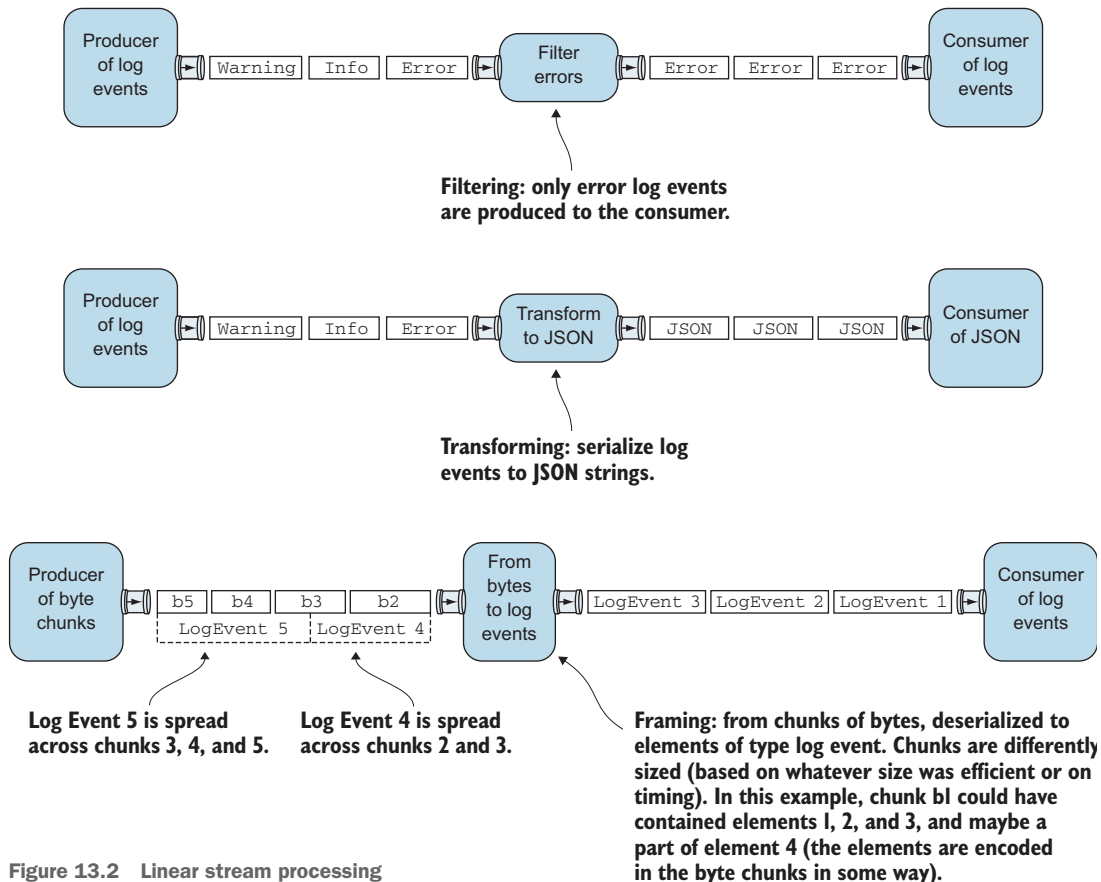 Producer
of log
events
Warning
Info
Error
Filter
errors
Error
Error
Error
Consumer
of log
events
Filtering: only error log events
are produced to the consumer.
Producer
of log
events
Warning
Info
Error
Transform
to JSON
JSON
JSON
JSON
Consumer
of JSON
Transforming: serialize log
events to JSON strings.
Producer
of byte
chunks
b5
b4
b3
b2
LogEvent 5
LogEvent 4
From
bytes
to log
events
LogEvent 3
LogEvent 2
LogEvent 1
Consumer
of log
events
Log Event 5 is spread
across chunks 3, 4, and 5.
Log Event 4 is spread
across chunks 2 and 3.
Framing: from chunks of bytes, deserialized to
elements of type log event. Chunks are differently
sized (based on whatever size was efficient or on
timing). In this example, chunk b1 could have
contained elements 1, 2, and 3, and maybe a
part of element 4 (the elements are encoded
in the byte chunks in some way).
Figure 13.2 Linear stream processing